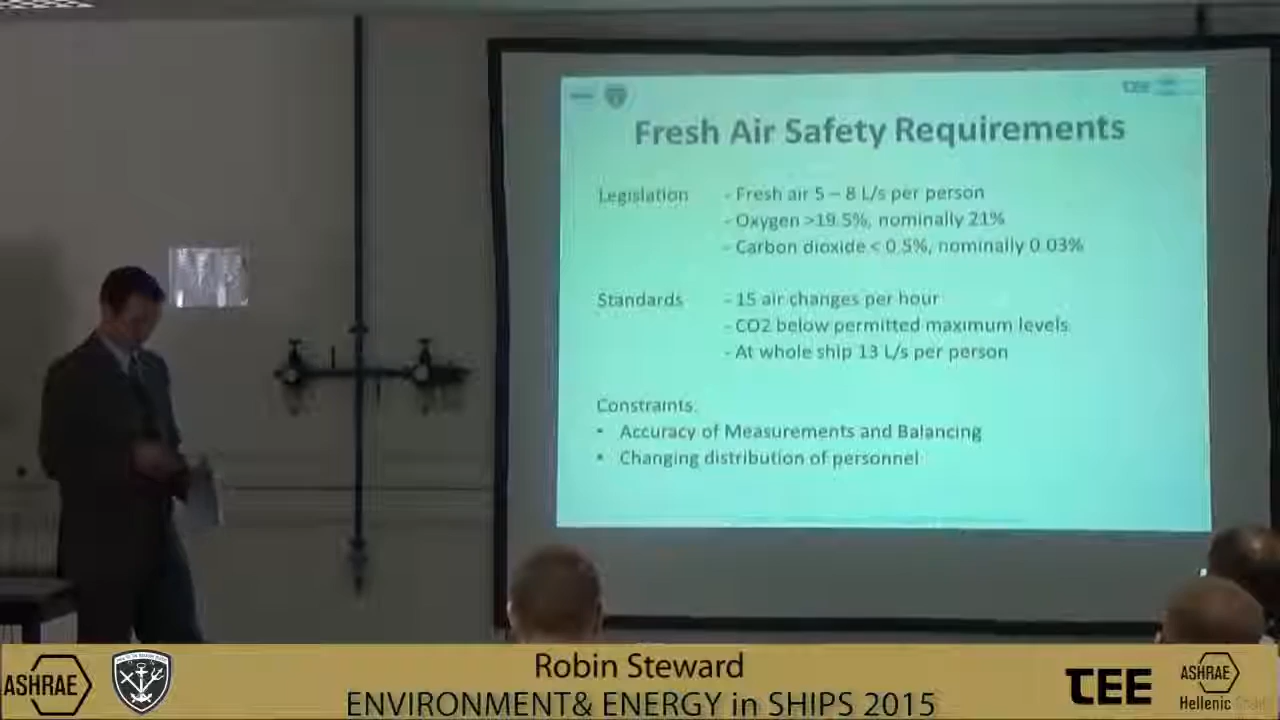 TEE
Fresh Air Safety Requirements
Legislation - Fresh air 5 – 8 L/s per person
- Oxygen >19.5%, nominally 21%
- Carbon dioxide < 0.5%, nominally 0.03%
Standards - 15 air changes per hour
- CO2 below permitted maximum levels
- At whole ship 13 L/s per person
Constraints:
• Accuracy of Measurements and Balancing
• Changing distribution of personnel
Robin Steward
ENVIRONMENT& ENERGY in SHIPS 2015
ASHRAE
TEE
ASHRAE
Hellenic